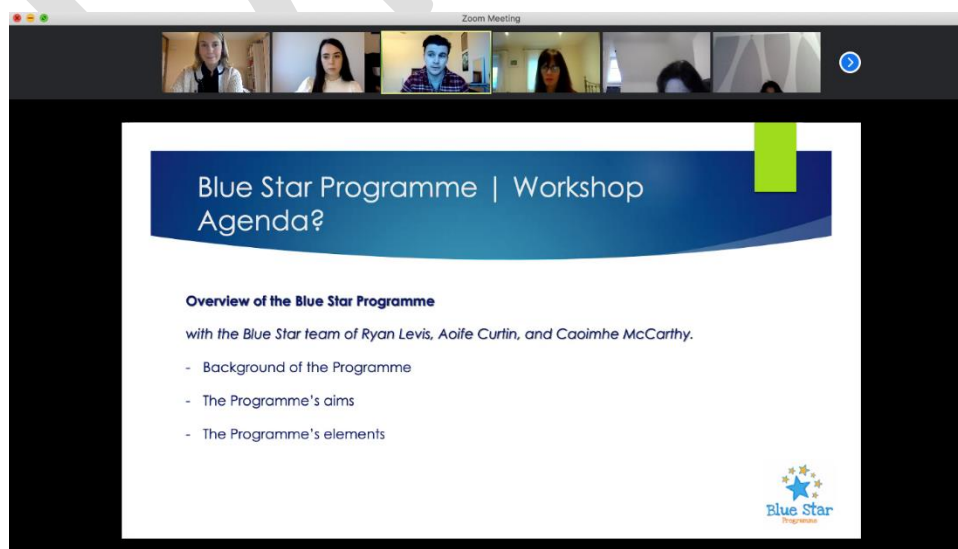 Zoom Meeting
Blue Star Programme | Workshop
Agenda?
Overview of the Blue Star Programme
with the Blue Star team of Ryan Levis, Aoife Curtin, and Caoimhe McCarthy.
- Background of the Programme
- The Programme's aims
- The Programme's elements
Blue Star
Programme